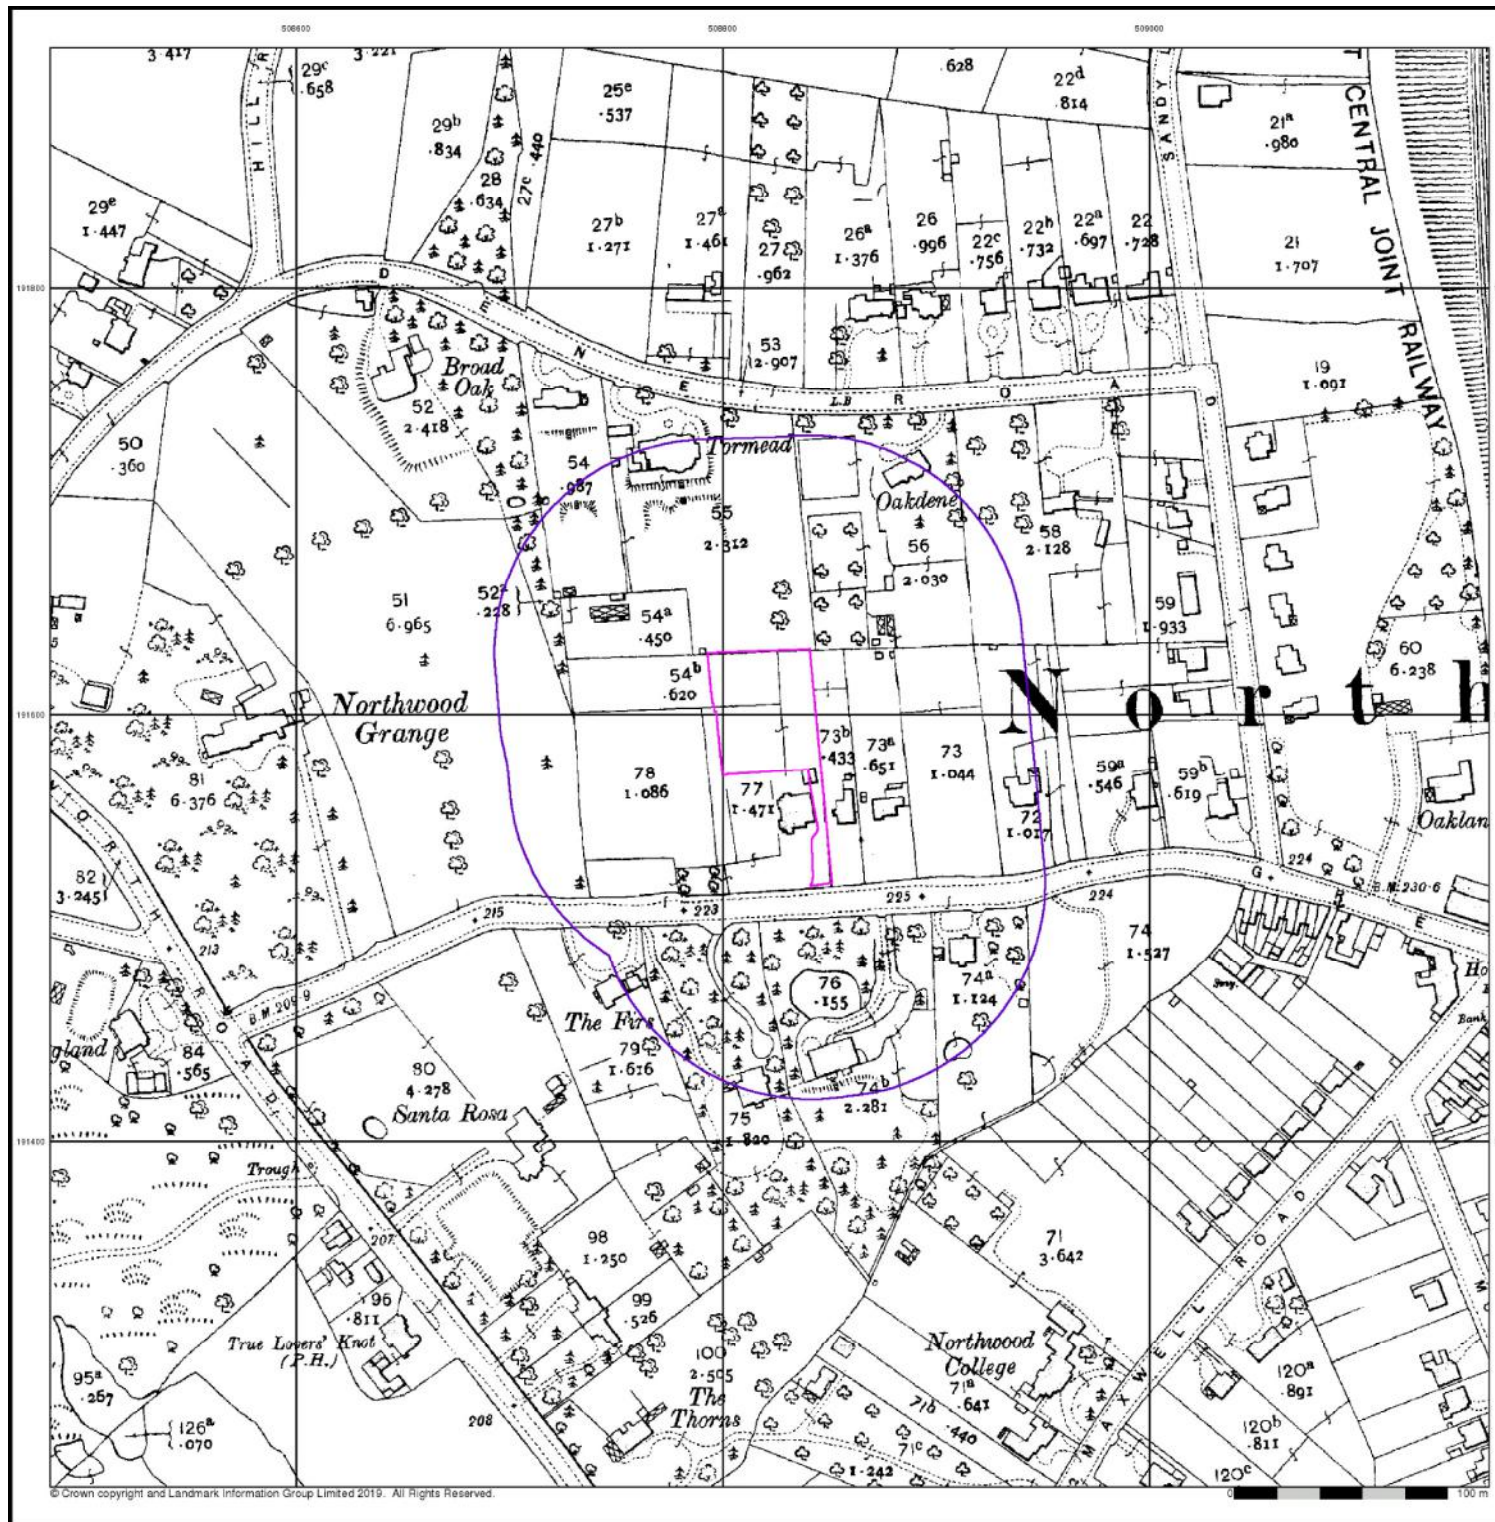 508600
508800
509000
3·417
3·221
29ᶜ
·658
HILL R
25ᵉ
·537
·628
22ᵈ
·814
SANDY L
21ᵃ
·980
T CENTRAL JOINT RAILWAY
29ᵇ
·834
28
·634
27ᶜ ·440
29ᵉ
1·447
27ᵇ
1·271
27ᵃ
1·461
27
·962
26ᵃ
1·376
26
·996
22ᶜ
·756
22ᵇ
·732
22ᵃ
·697
22
·728
21
1·707
191800
DENE ROAD
Broad
Oak
52
2·418
53
2·907
L.B
19
1·091
50
·360
54
·987
Tormead
55
2·312
Oakdene
56
2·030
58
2·128
51
6·965
52ᵃ
·228
54ᵃ
·450
59
1·933
54ᵇ
·620
60
6·238
Northwood
Grange
North
191600
81
6·376
78
1·086
77
1·471
73ᵇ
·433
73ᵃ
·651
73
1·044
59ᵃ
·546
59ᵇ
·619
72
1·017
Oaklan
82
3·245
224
B.M.230·6
215
223
225
224
G
E
213
74
1·527
B.M.209·9
76
·155
74ᵃ
1·124
The Firs
79
1·616
Ho
Bank
gland
84
·565
80
4·278
Santa Rosa
74ᵇ
2·281
75
1·820
191400
Trough
207
98
1·250
71
3·642
96
·811
99
·526
True Lovers' Knot
(P.H.)
Northwood
College
MAXWELL ROAD
100
2·505
The
Thorns
95ᵃ
·267
126ᵃ
·070
208
71ᵃ
·641
71ᵇ
·440
71ᶜ
1·242
120ᵃ
·891
120ᵇ
·811
120ᶜ
© Crown copyright and Landmark Information Group Limited 2019. All Rights Reserved.
0
100 m